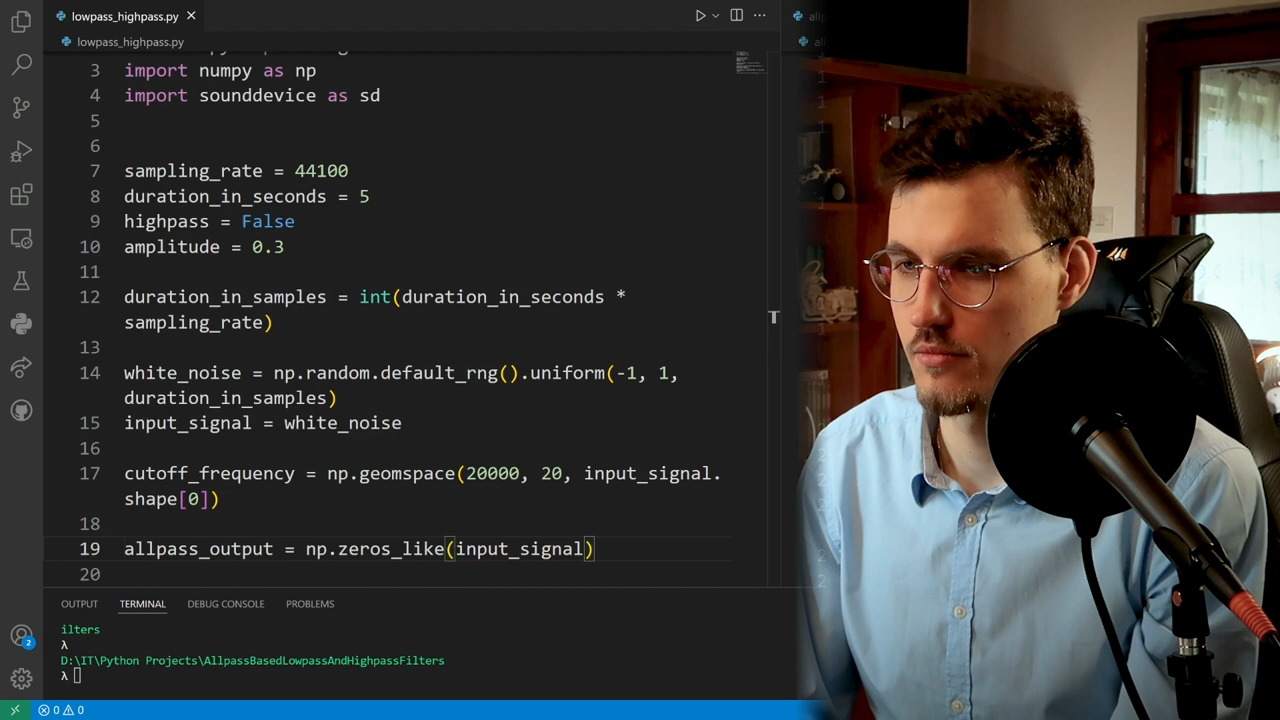 lowpass_highpass.py
lowpass_highpass.py
3 import numpy as np
4 import sounddevice as sd
5
6
7 sampling_rate = 44100
8 duration_in_seconds = 5
9 highpass = False
10 amplitude = 0.3
11
12 duration_in_samples = int(duration_in_seconds *
sampling_rate)
13
14 white_noise = np.random.default_rng().uniform(-1, 1,
duration_in_samples)
15 input_signal = white_noise
16
17 cutoff_frequency = np.geomspace(20000, 20, input_signal.
shape[0])
18
19 allpass_output = np.zeros_like(input_signal)
20
OUTPUT TERMINAL DEBUG CONSOLE PROBLEMS
ilters
λ
D:\IT\Python Projects\AllpassBasedLowpassAndHighpassFilters
λ
2
0 0